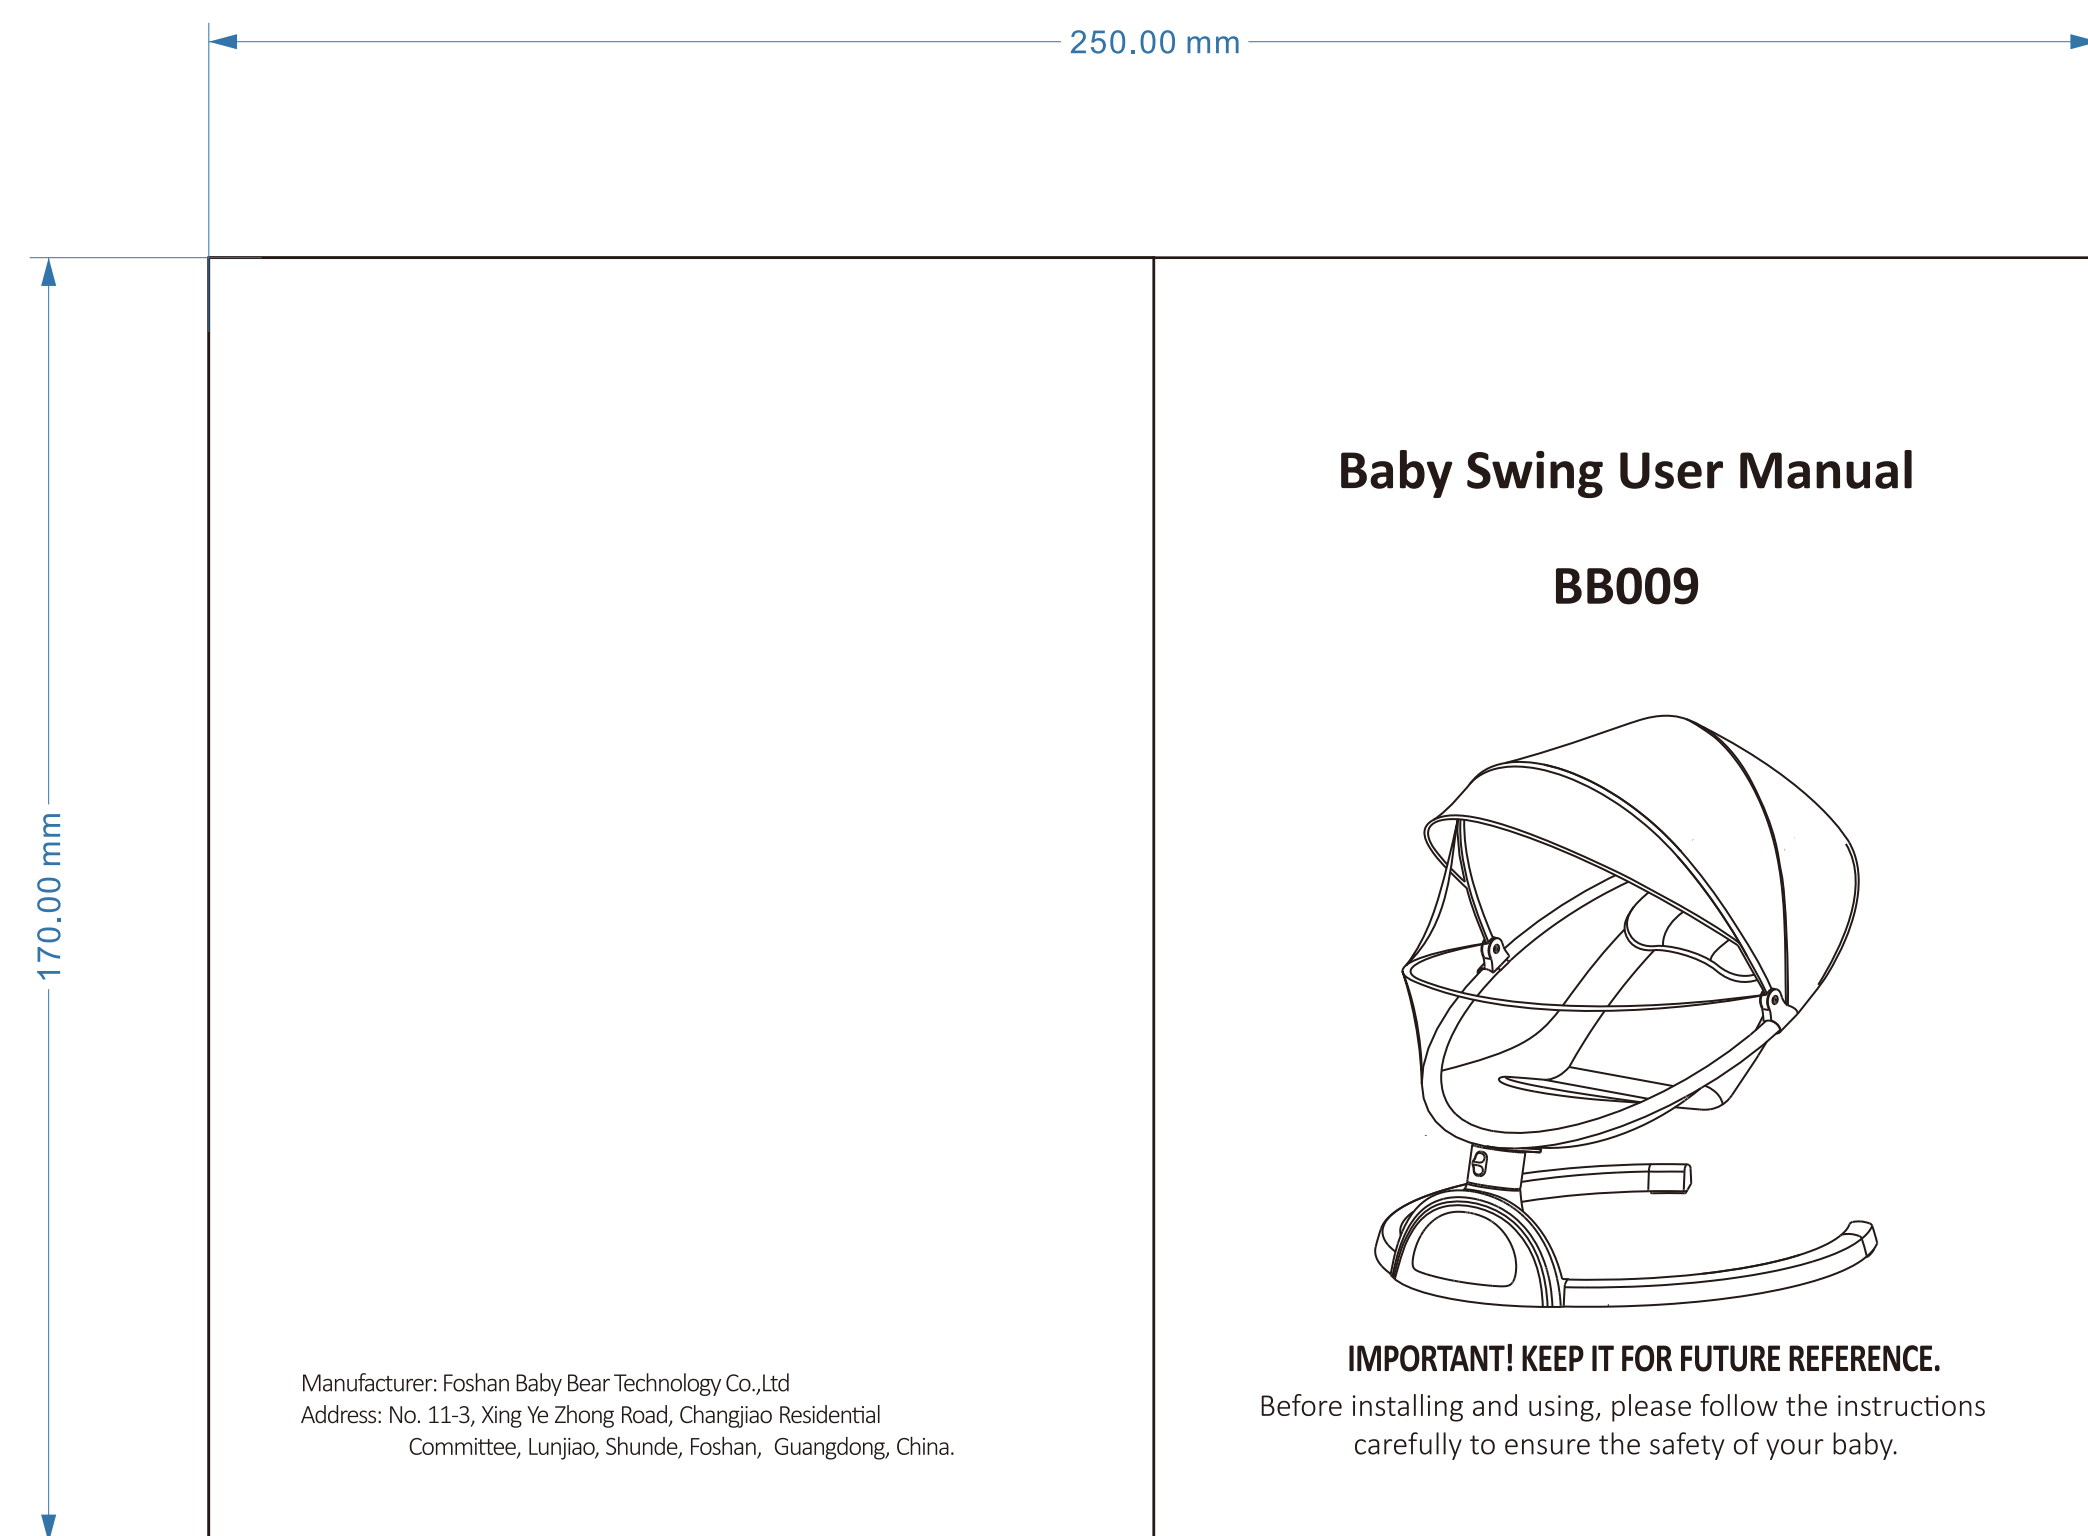 250.00 mm
170.00 mm
Manufacturer: Foshan Baby Bear Technology Co.,Ltd
Address: No. 11-3, Xing Ye Zhong Road, Changjiao Residential
Committee, Lunjiao, Shunde, Foshan, Guangdong, China.
Baby Swing User Manual
BB009
IMPORTANT! KEEP IT FOR FUTURE REFERENCE.
Before installing and using, please follow the instructions
carefully to ensure the safety of your baby.